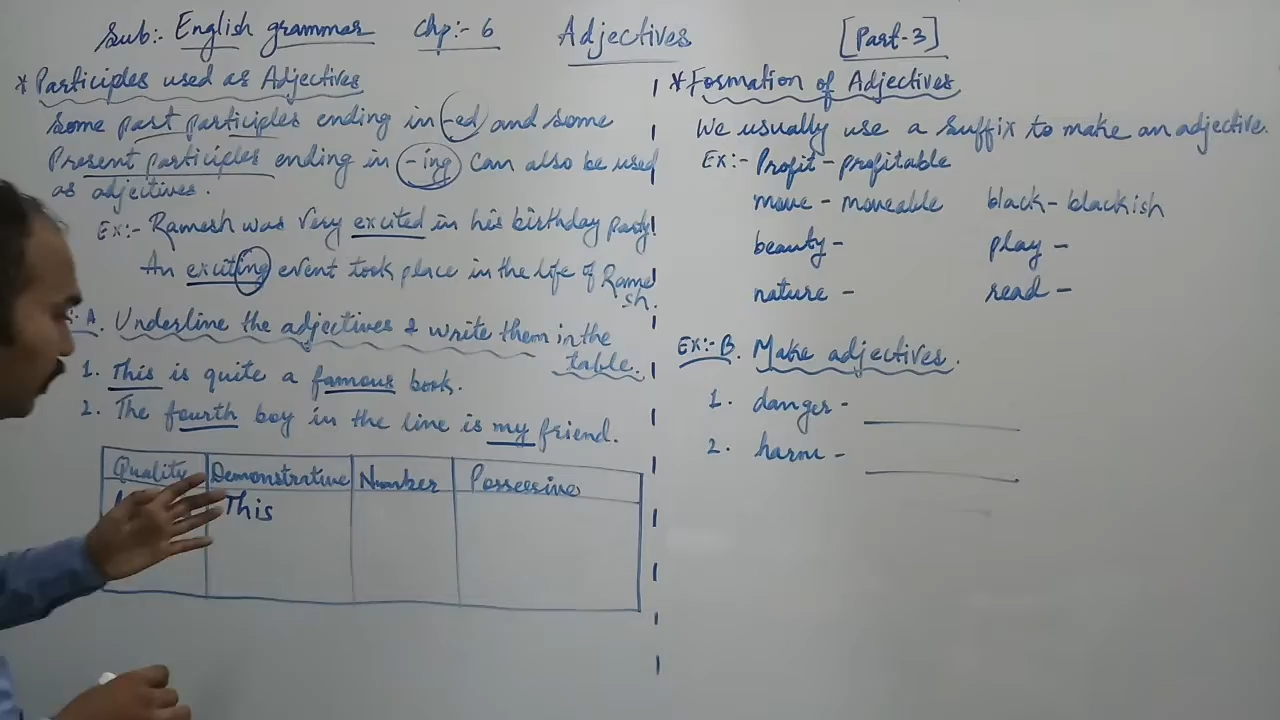 Sub:- English grammar Chp:- 6 Adjectives [Part-3]
* Participles used as Adjectives
Some past participles ending in -ed and some
Present participles ending in -ing can also be used
as adjectives.
Ex:- Ramesh was very excited in his birthday party!
An exciting event took place in the life of Rame
sh.
A. Underline the adjectives & write them in the
table.
1. This is quite a famous book.
2. The fourth boy in the line is my friend.
Quality Demonstrative Number Possessive
This
* Formation of Adjectives
We usually use a suffix to make an adjective.
Ex:- Profit - profitable
move - moveable black - blackish
beauty - play -
nature - read -
Ex:- B. Make adjectives.
1. danger -
2. harm -